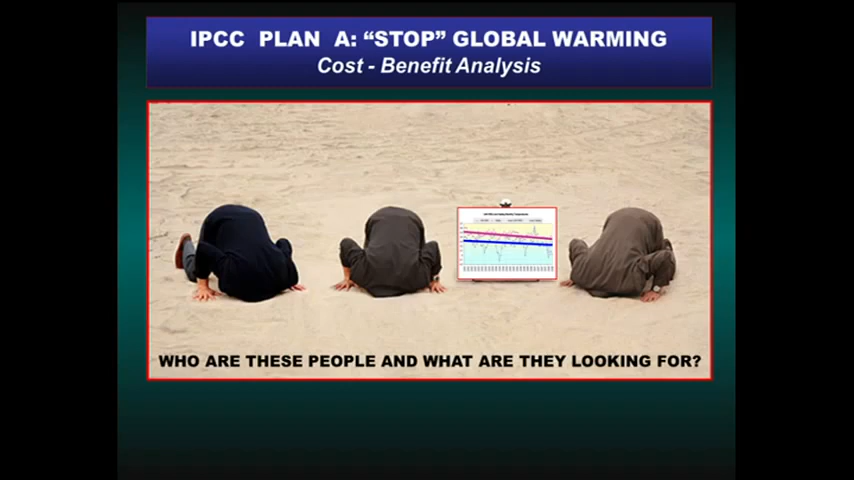 IPCC PLAN A: “STOP” GLOBAL WARMING
Cost - Benefit Analysis
WHO ARE THESE PEOPLE AND WHAT ARE THEY LOOKING FOR?